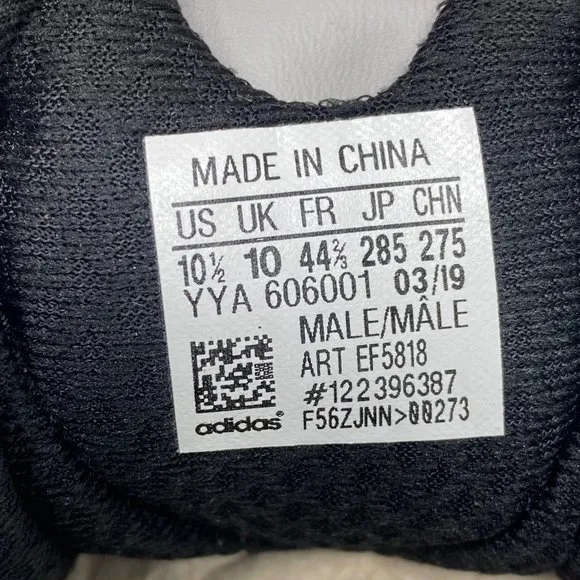 MADE IN CHINA
US UK FR JP CHN
10½ 10 44⅔ 285 275
YYA 606001 03/19
MALE/MÂLE
ART EF5818
#122396387
adidas® F56ZJNN>00273